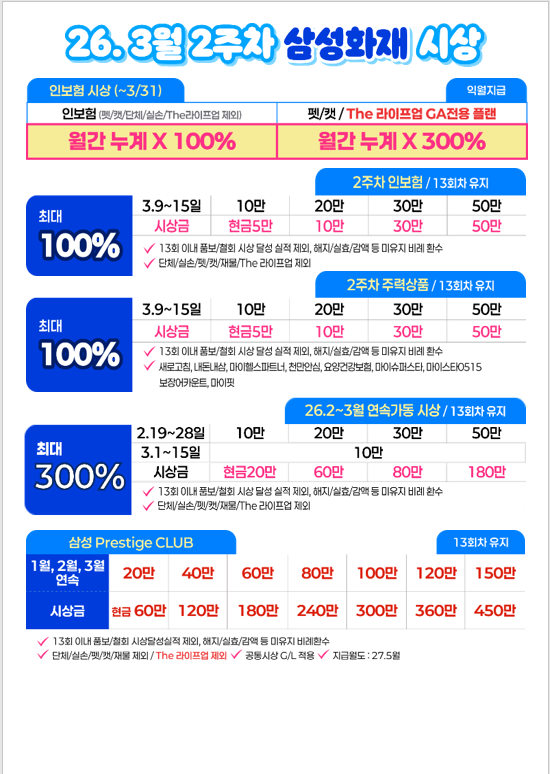 26. 3월 2주차 삼성화재 시상
인보험 시상 (~3/31) 익월지급
인보험 (펫/캣/단체/실손/The라이프업 제외) 펫/캣 / The 라이프업 GA전용 플랜
월간 누계 X 100% 월간 누계 X 300%
2주차 인보험 / 13회차 유지
최대 100%
3.9~15일 10만 20만 30만 50만
시상금 현금5만 10만 30만 50만
13회 이내 품보/철회 시상 달성 실적 제외, 해지/실효/감액 등 미유지 비례 환수
단체/실손/펫/캣/재물/The 라이프업 제외
2주차 주력상품 / 13회차 유지
최대 100%
3.9~15일 10만 20만 30만 50만
시상금 현금5만 10만 30만 50만
13회 이내 품보/철회 시상 달성 실적 제외, 해지/실효/감액 등 미유지 비례 환수
새로고침, 내돈내삼, 마이헬스파트너, 천만안심, 요양건강보험, 마이슈퍼스타, 마이스타0515
보장어카운트, 마이핏
26.2~3월 연속가동 시상 / 13회차 유지
최대 300%
2.19~28일 10만 20만 30만 50만
3.1~15일 10만
시상금 현금20만 60만 80만 180만
13회 이내 품보/철회 시상 달성 실적 제외, 해지/실효/감액 등 미유지 비례 환수
단체/실손/펫/캣/재물/The 라이프업 제외
삼성 Prestige CLUB 13회차 유지
1월, 2월, 3월 연속 20만 40만 60만 80만 100만 120만 150만
시상금 현금 60만 120만 180만 240만 300만 360만 450만
13회 이내 품보/철회 시상달성실적 제외, 해지/실효/감액 등 미유지 비례환수
단체/실손/펫/캣/재물 제외 / The 라이프업 제외 공통시상 G/L 적용 지급월도 : 27.5월